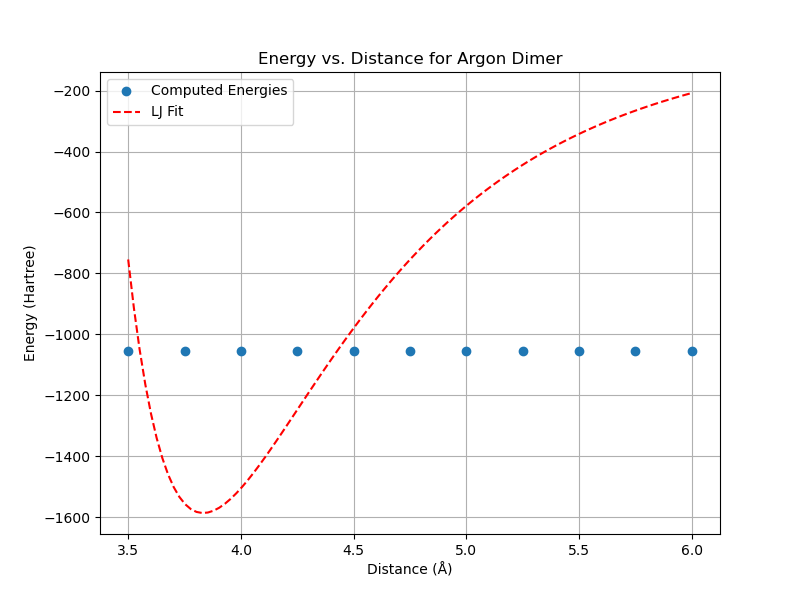 Energy vs. Distance for Argon Dimer
Computed Energies
LJ Fit
Energy (Hartree)
−200
−400
−600
−800
−1000
−1200
−1400
−1600
3.5 4.0 4.5 5.0 5.5 6.0
Distance (Å)